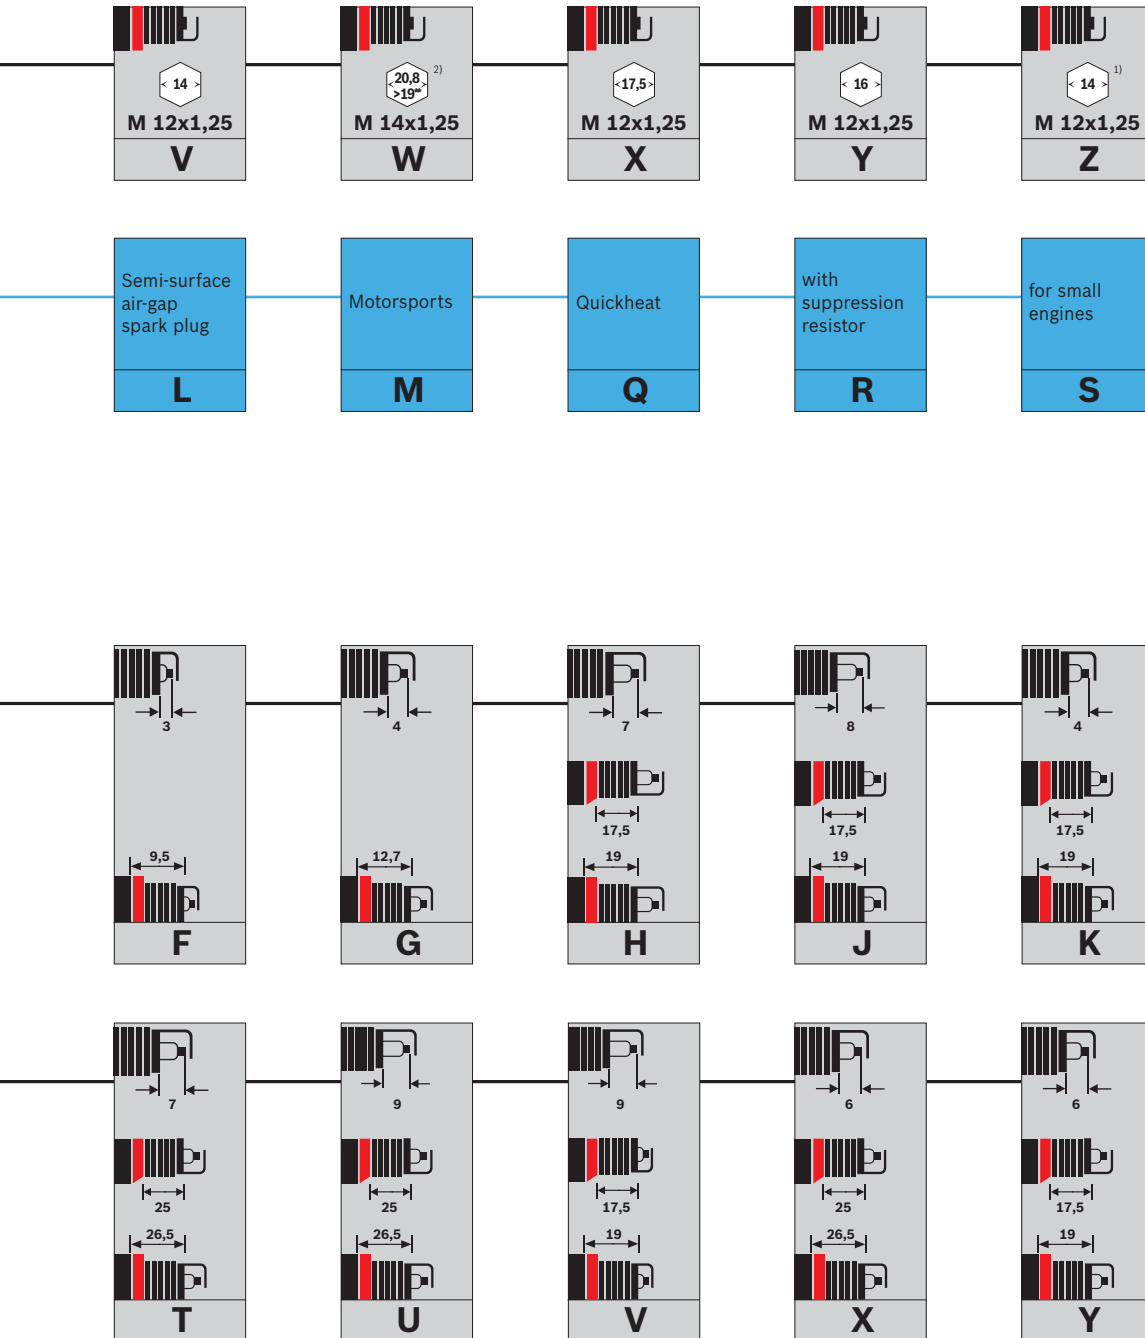 14
20,8 2)
>19**
17,5
16
14 1)
M 12x1,25
M 14x1,25
M 12x1,25
M 12x1,25
M 12x1,25
V
W
X
Y
Z
Semi-surface
air-gap
spark plug
Motorsports
Quickheat
with
suppression
resistor
for small
engines
L
M
Q
R
S
3
4
7
8
4
17,5
17,5
17,5
9,5
12,7
19
19
19
F
G
H
J
K
7
9
9
6
6
25
25
17,5
25
17,5
26,5
26,5
19
26,5
19
T
U
V
X
Y